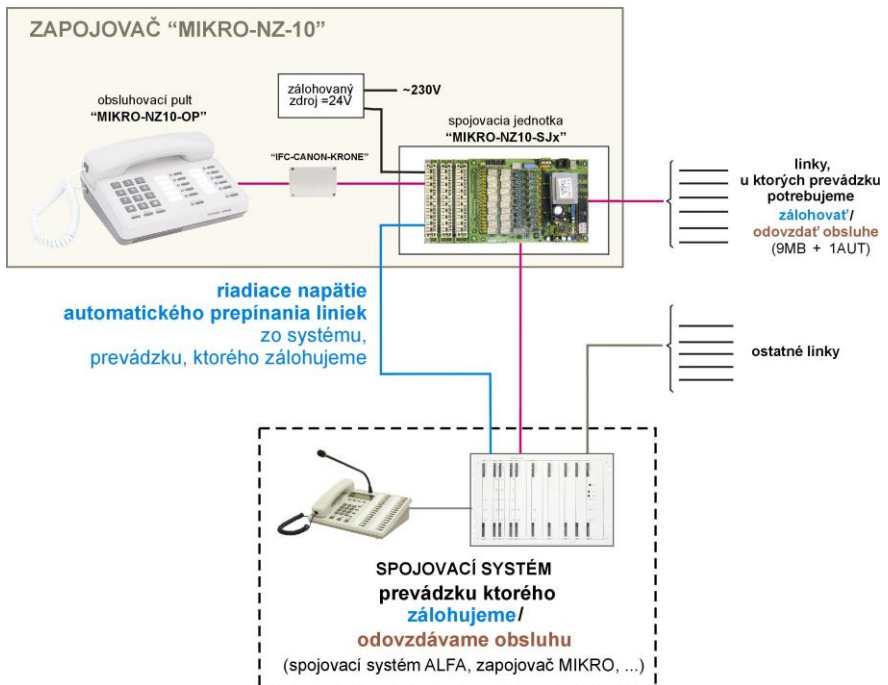 ZAPOJOVAČ “MIKRO-NZ-10”
obsluhovací pult
“MIKRO-NZ10-OP”
“IFC-CANON-KRONE”
zálohovaný
zdroj =24V
~230V
spojovacia jednotka
“MIKRO-NZ10-SJx”
linky,
u ktorých prevádzku
potrebujeme
zálohovať/
odovzdať obsluhe
(9MB + 1AUT)
riadiace napätie
automatického prepínania liniek
zo systému,
prevádzku, ktorého zálohujeme
ostatné linky
SPOJOVACÍ SYSTÉM
prevádzku ktorého
zálohujeme/
odovzdávame obsluhu
(spojovací systém ALFA, zapojovač MIKRO, ...)